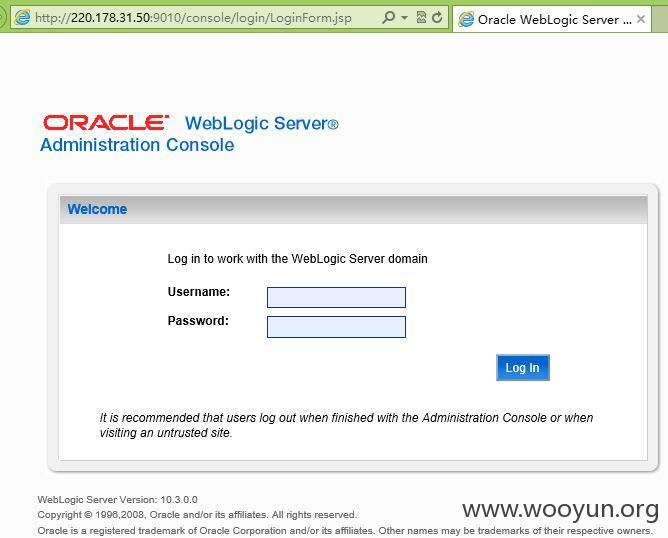 http://220.178.31.50:9010/console/login/LoginForm.jsp
Oracle WebLogic Server ...
ORACLE WebLogic Server®
Administration Console
Welcome
Log in to work with the WebLogic Server domain
Username:
Password:
Log In
It is recommended that users log out when finished with the Administration Console or when
visiting an untrusted site.
WebLogic Server Version: 10.3.0.0
Copyright © 1996,2008, Oracle and/or its affiliates. All rights reserved.
www.wooyun.org
Oracle is a registered trademark of Oracle Corporation and/or its affiliates. Other names may be trademarks of their respective owners.